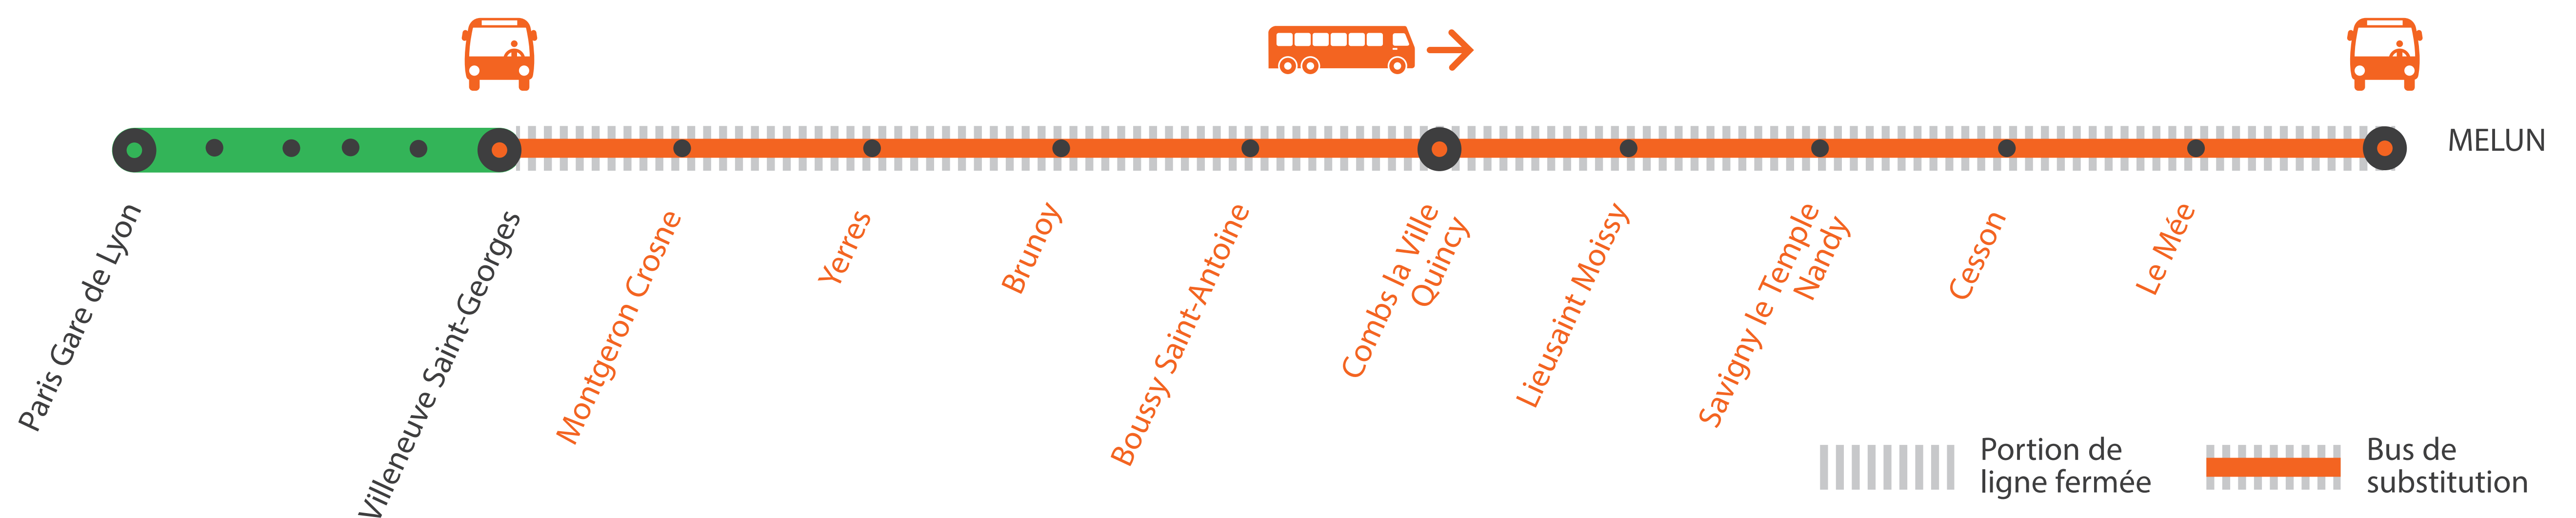 Paris Gare de Lyon
Villeneuve Saint-Georges
Montgeron Crosne
Yerres
Brunoy
Boussy Saint-Antoine
Combs la Ville
Quincy
Lieusaint Moissy
Savigny le Temple
Nandy
Cesson
Le Mée
MELUN
Portion de
ligne fermée
Bus de
substitution